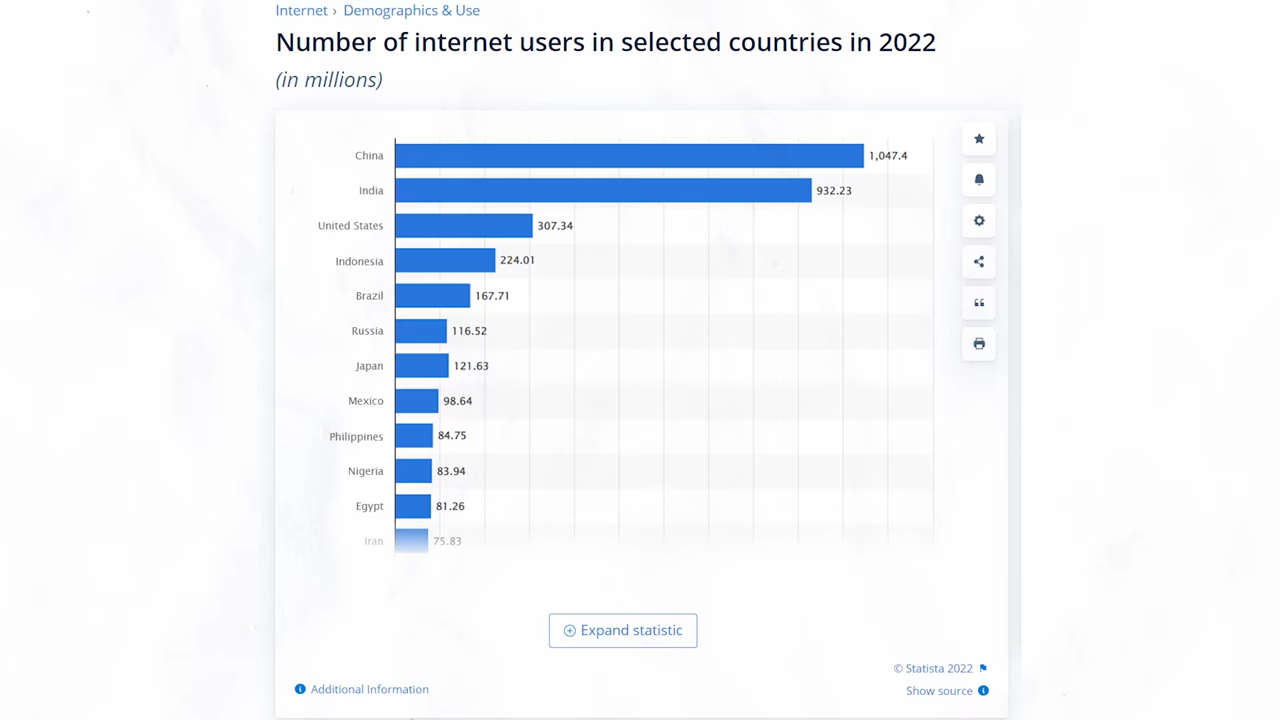 Internet › Demographics & Use
Number of internet users in selected countries in 2022
(in millions)
China 1,047.4
India 932.23
United States 307.34
Indonesia 224.01
Brazil 167.71
Russia 116.52
Japan 121.63
Mexico 98.64
Philippines 84.75
Nigeria 83.94
Egypt 81.26
Iran 75.83
Expand statistic
© Statista 2022
Additional Information
Show source